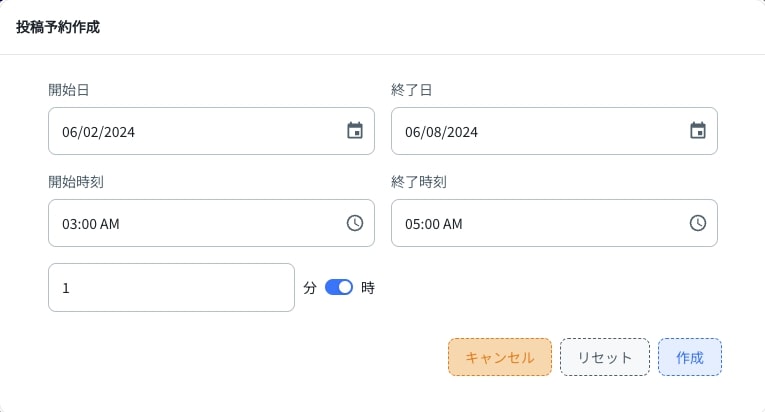 投稿予約作成
開始日 終了日
06/02/2024 06/08/2024
開始時刻 終了時刻
03:00 AM 05:00 AM
1 分 時
キャンセル リセット 作成